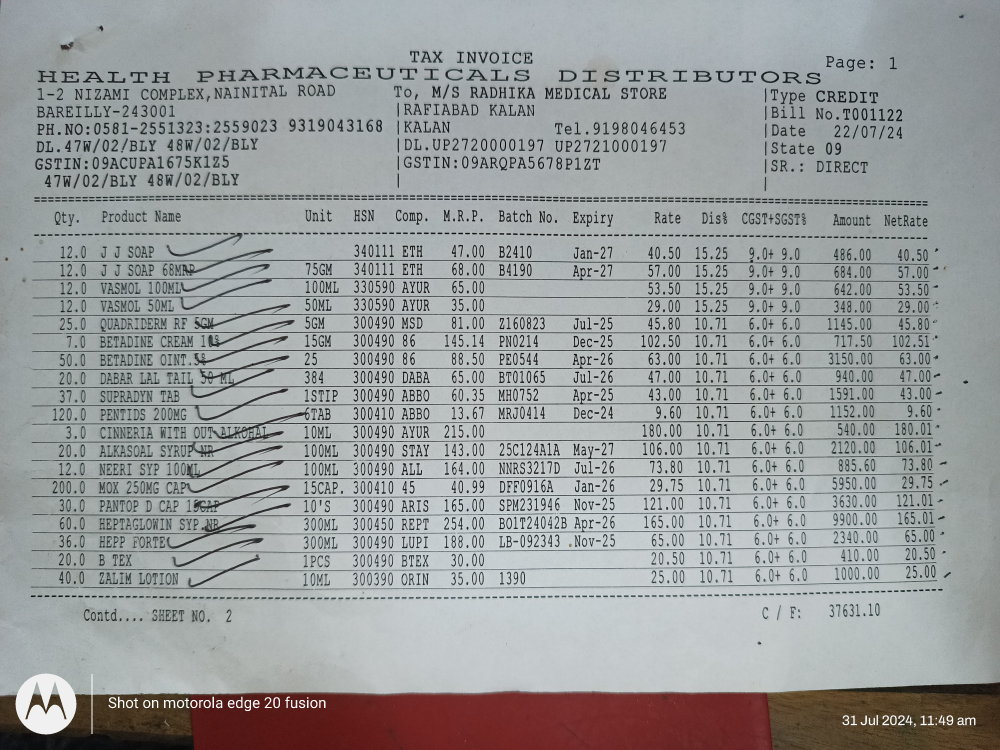 TAX INVOICE
Page: 1
HEALTH PHARMACEUTICALS DISTRIBUTORS
1-2 NIZAMI COMPLEX,NAINITAL ROAD To, M/S RADHIKA MEDICAL STORE |Type CREDIT
BAREILLY-243001 |RAFIABAD KALAN |Bill No.T001122
PH.NO:0581-2551323:2559023 9319043168 |KALAN Tel.9198046453 |Date 22/07/24
DL.47W/02/BLY 48W/02/BLY |DL.UP2720000197 UP2721000197 |State 09
GSTIN:09ACUPA1675K1Z5 |GSTIN:09ARQPA5678P1ZT |SR.: DIRECT
47W/02/BLY 48W/02/BLY | |
Qty. Product Name Unit HSN Comp. M.R.P. Batch No. Expiry Rate Dis% CGST+SGST% Amount NetRate
12.0 J J SOAP 340111 ETH 47.00 B2410 Jan-27 40.50 15.25 9.0+ 9.0 486.00 40.50
12.0 J J SOAP 68MRP 75GM 340111 ETH 68.00 B4190 Apr-27 57.00 15.25 9.0+ 9.0 684.00 57.00
12.0 VASMOL 100ML 100ML 330590 AYUR 65.00 53.50 15.25 9.0+ 9.0 642.00 53.50
12.0 VASMOL 50ML 50ML 330590 AYUR 35.00 29.00 15.25 9.0+ 9.0 348.00 29.00
25.0 QUADRIDERM RF 5GM 5GM 300490 MSD 81.00 Z160823 Jul-25 45.80 10.71 6.0+ 6.0 1145.00 45.80
7.0 BETADINE CREAM 10% 15GM 300490 86 145.14 PN0214 Dec-25 102.50 10.71 6.0+ 6.0 717.50 102.51
50.0 BETADINE OINT.5% 25 300490 86 88.50 PE0544 Apr-26 63.00 10.71 6.0+ 6.0 3150.00 63.00
20.0 DABAR LAL TAIL 50 ML 384 300490 DABA 65.00 BT01065 Jul-26 47.00 10.71 6.0+ 6.0 940.00 47.00
37.0 SUPRADYN TAB 1STIP 300490 ABBO 60.35 MH0752 Apr-25 43.00 10.71 6.0+ 6.0 1591.00 43.00
120.0 PENTIDS 200MG 6TAB 300410 ABBO 13.67 MRJ0414 Dec-24 9.60 10.71 6.0+ 6.0 1152.00 9.60
3.0 CINNERIA WITH OUT ALKOHAL 10ML 300490 AYUR 215.00 180.00 10.71 6.0+ 6.0 540.00 180.01
20.0 ALKASOAL SYRUP NR 100ML 300490 STAY 143.00 25C124A1A May-27 106.00 10.71 6.0+ 6.0 2120.00 106.01
12.0 NEERI SYP 100ML 100ML 300490 ALL 164.00 NNRS3217D Jul-26 73.80 10.71 6.0+ 6.0 885.60 73.80
200.0 MOX 250MG CAP 15CAP. 300410 45 40.99 DFF0916A Jan-26 29.75 10.71 6.0+ 6.0 5950.00 29.75
30.0 PANTOP D CAP 15CAP 10'S 300490 ARIS 165.00 SPM231946 Nov-25 121.00 10.71 6.0+ 6.0 3630.00 121.01
60.0 HEPTAGLOWIN SYP.NR 300ML 300450 REPT 254.00 BO1T24042B Apr-26 165.00 10.71 6.0+ 6.0 9900.00 165.01
36.0 HEPP FORTE 300ML 300490 LUPI 188.00 LB-092343 .Nov-25 65.00 10.71 6.0+ 6.0 2340.00 65.00
20.0 B TEX 1PCS 300490 BTEX 30.00 20.50 10.71 6.0+ 6.0 410.00 20.50
40.0 ZALIM LOTION 10ML 300390 ORIN 35.00 1390 25.00 10.71 6.0+ 6.0 1000.00 25.00
Contd.... SHEET NO. 2 C / F: 37631.10
Shot on motorola edge 20 fusion
31 Jul 2024, 11:49 am